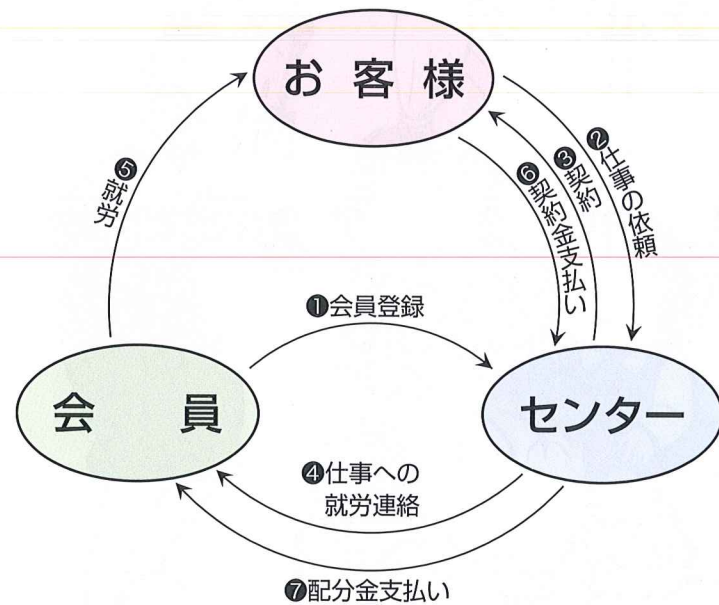 お客様
❺就労
❻契約金支払い
❸契約
❷仕事の依頼
❶会員登録
会員
センター
❹仕事への
就労連絡
❼配分金支払い